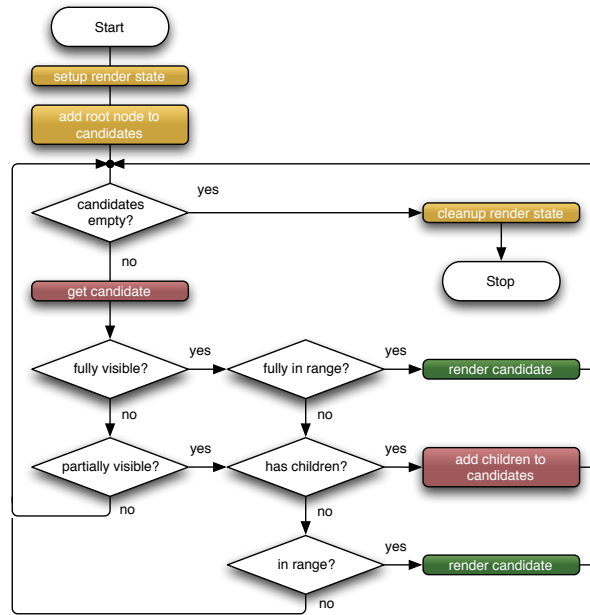 Start
setup render state
add root node to
candidates
yes
candidates
empty?
cleanup render state
no
Stop
get candidate
yes
yes
fully visible?
fully in range?
render candidate
no
no
yes
yes
partially visible?
has children?
add children to
candidates
no
no
yes
in range?
render candidate
no